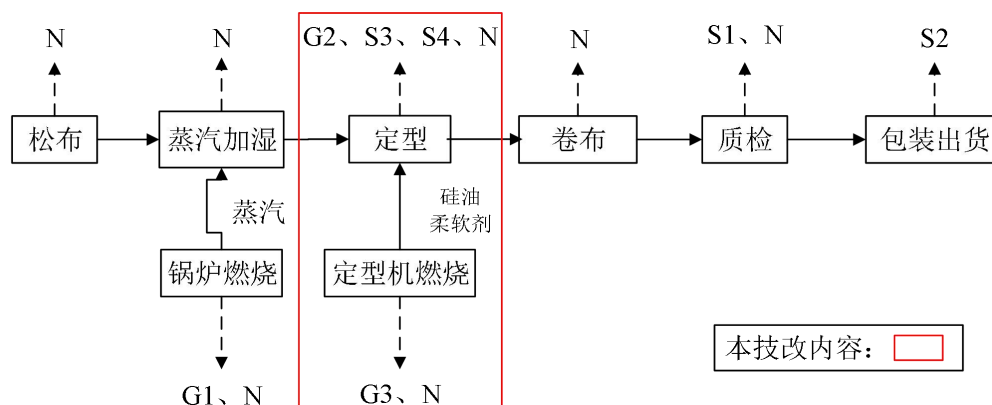 N
N
G2、S3、S4、N
N
S1、N
S2
松布
蒸汽加湿
定型
卷布
质检
包装出货
蒸汽
硅油
柔软剂
锅炉燃烧
定型机燃烧
本技改内容：
G1、N
G3、N